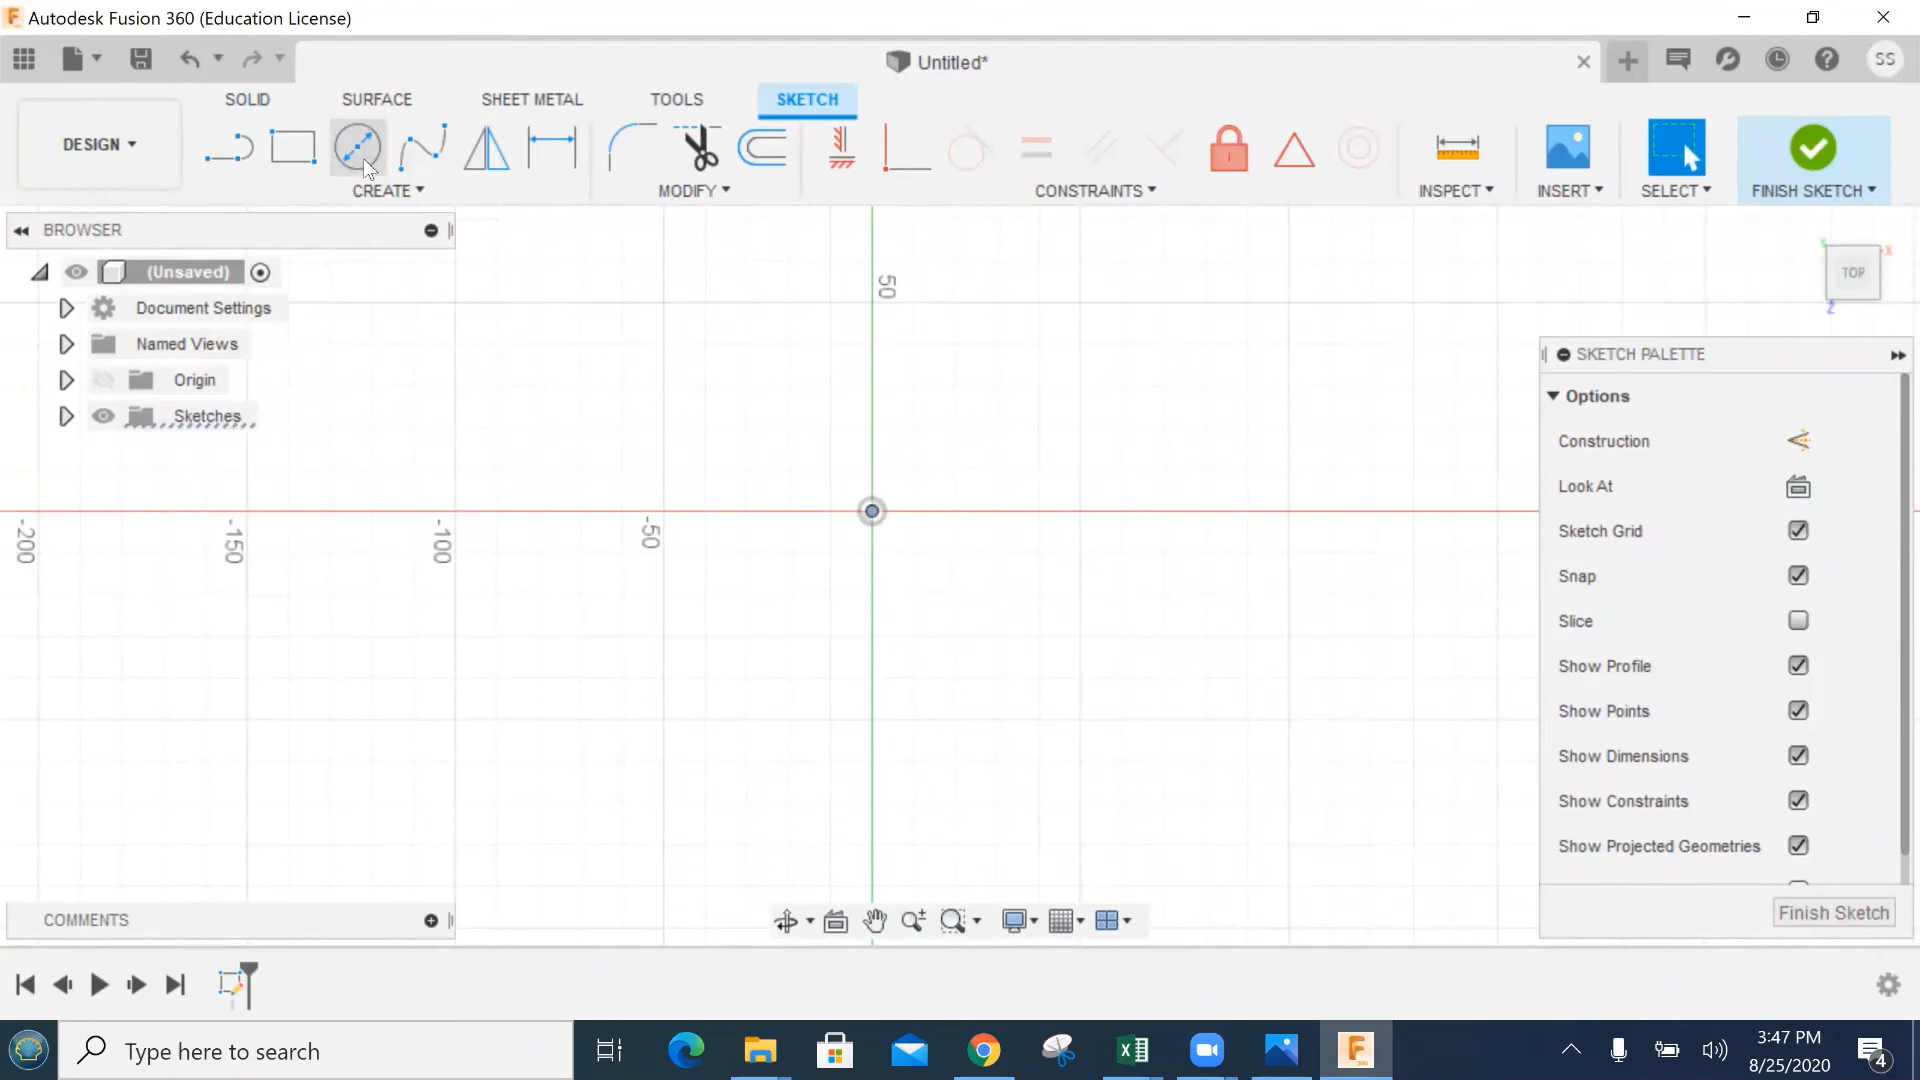 Autodesk Fusion 360 (Education License)
Untitled*
SS
SOLID
SURFACE
SHEET METAL
TOOLS
SKETCH
DESIGN
CREATE
MODIFY
CONSTRAINTS
INSPECT
INSERT
SELECT
FINISH SKETCH
BROWSER
(Unsaved)
Document Settings
Named Views
Origin
Sketches
50
-200
-150
-100
-50
TOP
X
Z
SKETCH PALETTE
Options
Construction
Look At
Sketch Grid
Snap
Slice
Show Profile
Show Points
Show Dimensions
Show Constraints
Show Projected Geometries
Finish Sketch
COMMENTS
Type here to search
3:47 PM
8/25/2020
4